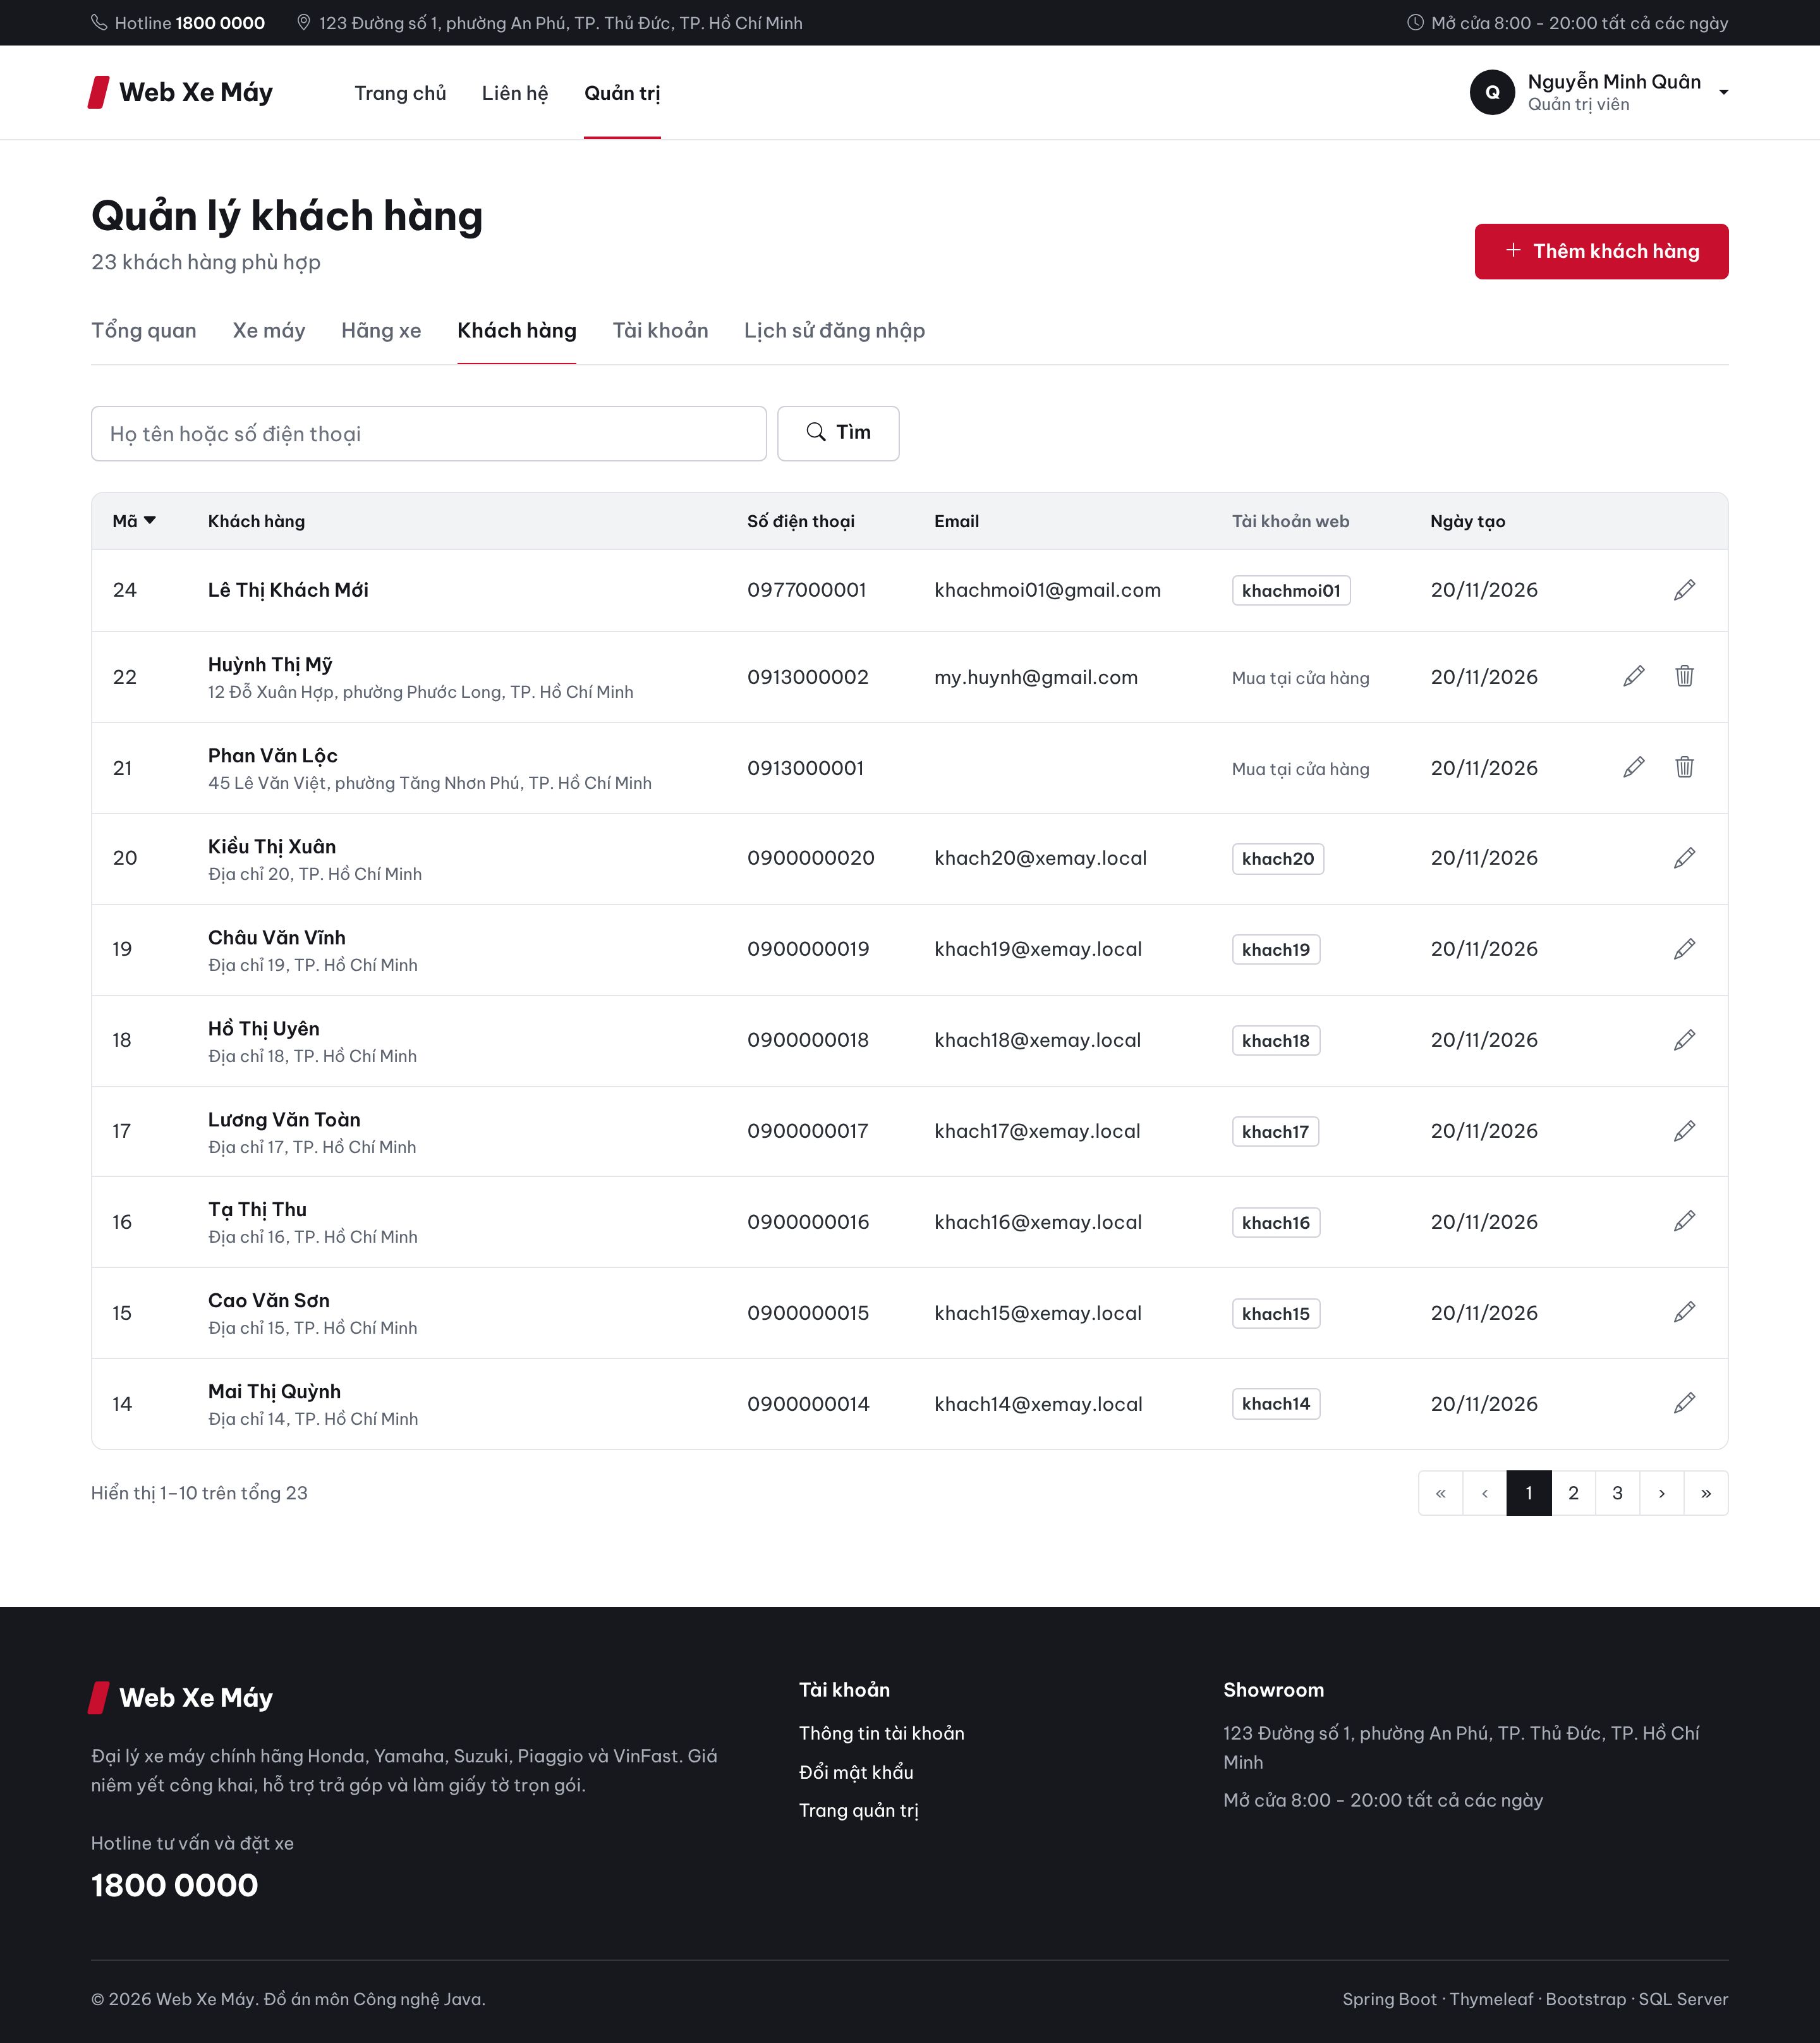 Hotline 1800 0000 123 Đường số 1, phường An Phú, TP. Thủ Đức, TP. Hồ Chí Minh Mở cửa 8:00 - 20:00 tất cả các ngày
Web Xe Máy Trang chủ Liên hệ Quản trị Q Nguyễn Minh Quân
Quản trị viên
Quản lý khách hàng
23 khách hàng phù hợp
+ Thêm khách hàng
Tổng quan Xe máy Hãng xe Khách hàng Tài khoản Lịch sử đăng nhập
Họ tên hoặc số điện thoại Tìm
Mã Khách hàng Số điện thoại Email Tài khoản web Ngày tạo
24 Lê Thị Khách Mới 0977000001 khachmoi01@gmail.com khachmoi01 20/11/2026
22 Huỳnh Thị Mỹ 0913000002 my.huynh@gmail.com Mua tại cửa hàng 20/11/2026
12 Đỗ Xuân Hợp, phường Phước Long, TP. Hồ Chí Minh
21 Phan Văn Lộc 0913000001 Mua tại cửa hàng 20/11/2026
45 Lê Văn Việt, phường Tăng Nhơn Phú, TP. Hồ Chí Minh
20 Kiều Thị Xuân 0900000020 khach20@xemay.local khach20 20/11/2026
Địa chỉ 20, TP. Hồ Chí Minh
19 Châu Văn Vĩnh 0900000019 khach19@xemay.local khach19 20/11/2026
Địa chỉ 19, TP. Hồ Chí Minh
18 Hồ Thị Uyên 0900000018 khach18@xemay.local khach18 20/11/2026
Địa chỉ 18, TP. Hồ Chí Minh
17 Lương Văn Toàn 0900000017 khach17@xemay.local khach17 20/11/2026
Địa chỉ 17, TP. Hồ Chí Minh
16 Tạ Thị Thu 0900000016 khach16@xemay.local khach16 20/11/2026
Địa chỉ 16, TP. Hồ Chí Minh
15 Cao Văn Sơn 0900000015 khach15@xemay.local khach15 20/11/2026
Địa chỉ 15, TP. Hồ Chí Minh
14 Mai Thị Quỳnh 0900000014 khach14@xemay.local khach14 20/11/2026
Địa chỉ 14, TP. Hồ Chí Minh
Hiển thị 1–10 trên tổng 23 « ‹ 1 2 3 › »
Web Xe Máy
Đại lý xe máy chính hãng Honda, Yamaha, Suzuki, Piaggio và VinFast. Giá
niêm yết công khai, hỗ trợ trả góp và làm giấy tờ trọn gói.
Hotline tư vấn và đặt xe
1800 0000
Tài khoản
Thông tin tài khoản
Đổi mật khẩu
Trang quản trị
Showroom
123 Đường số 1, phường An Phú, TP. Thủ Đức, TP. Hồ Chí
Minh
Mở cửa 8:00 - 20:00 tất cả các ngày
© 2026 Web Xe Máy. Đồ án môn Công nghệ Java. Spring Boot · Thymeleaf · Bootstrap · SQL Server